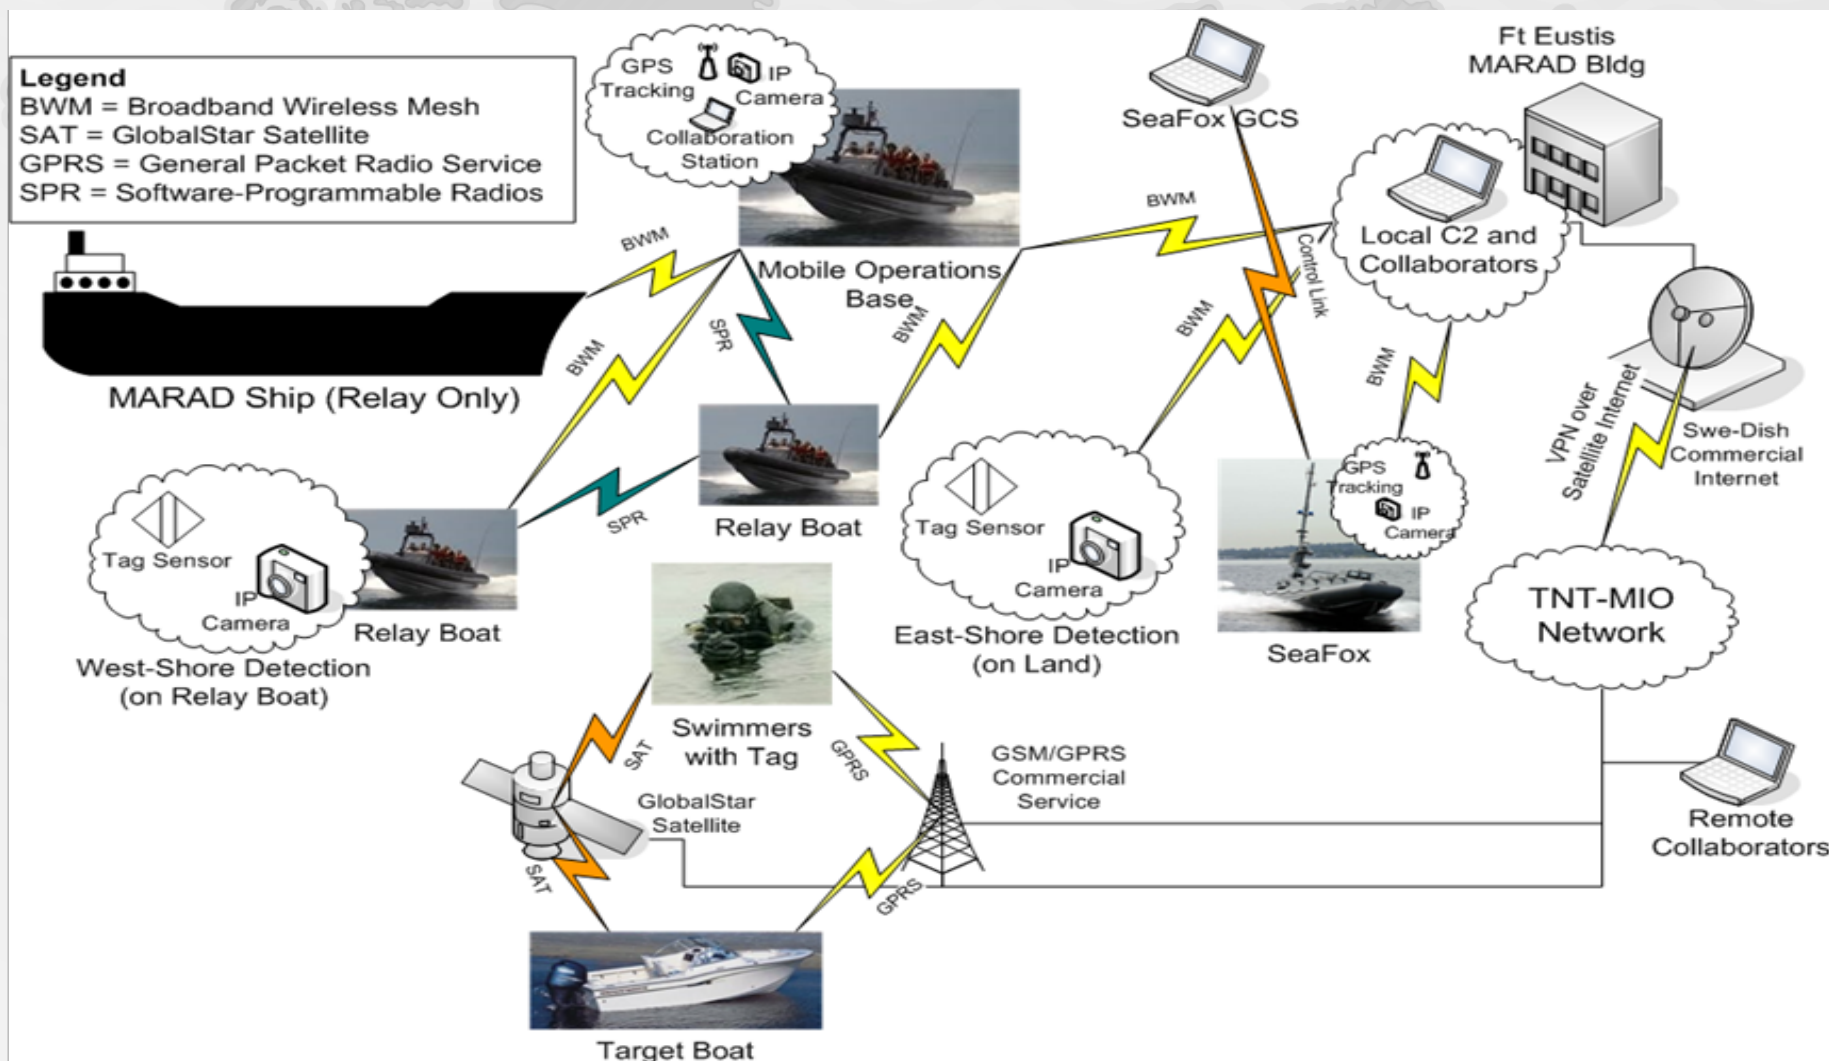 Legend
BWM = Broadband Wireless Mesh
SAT = GlobalStar Satellite
GPRS = General Packet Radio Service
SPR = Software-Programmable Radios
GPS
Tracking
IP
Camera
Collaboration
Station
Mobile Operations
Base
SeaFox GCS
Ft Eustis
MARAD Bldg
Local C2 and
Collaborators
BWM
BWM
BWM
SPR
BWM
BWM
Control Link
BWM
MARAD Ship (Relay Only)
VPN over
Satellite Internet
Swe-Dish
Commercial
Internet
Tag Sensor
IP
Camera
Relay Boat
West-Shore Detection
(on Relay Boat)
SPR
Relay Boat
Tag Sensor
IP
Camera
East-Shore Detection
(on Land)
GPS
Tracking
IP
Camera
SeaFox
TNT-MIO
Network
Swimmers
with Tag
SAT
GPRS
GlobalStar
Satellite
GSM/GPRS
Commercial
Service
Remote
Collaborators
SAT
GPRS
Target Boat